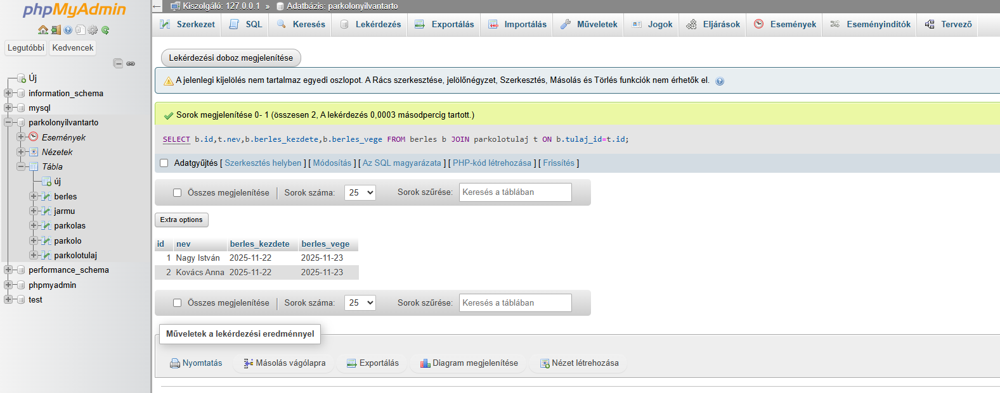 phpMyAdmin
Legutóbbi Kedvencek
Új
information_schema
mysql
parkolonyilvantarto
Események
Nézetek
Tábla
új
berles
jarmu
parkolas
parkolo
parkolotulaj
performance_schema
phpmyadmin
test
← Kiszolgáló: 127.0.0.1 » Adatbázis: parkolonyilvantarto
Szerkezet SQL Keresés Lekérdezés Exportálás Importálás Műveletek Jogok Eljárások Események Eseményindítók Tervező
Lekérdezési doboz megjelenítése
A jelenlegi kijelölés nem tartalmaz egyedi oszlopot. A Rács szerkesztése, jelölőnégyzet, Szerkesztés, Másolás és Törlés funkciók nem érhetők el.
Sorok megjelenítése 0- 1 (összesen 2, A lekérdezés 0,0003 másodpercig tartott.)
SELECT b.id,t.nev,b.berles_kezdete,b.berles_vege FROM berles b JOIN parkolotulaj t ON b.tulaj_id=t.id;
Adatgyűjtés [ Szerkesztés helyben ] [ Módosítás ] [ Az SQL magyarázata ] [ PHP-kód létrehozása ] [ Frissítés ]
Összes megjelenítése Sorok száma: 25 Sorok szűrése: Keresés a táblában
Extra options
id nev berles_kezdete berles_vege
1 Nagy István 2025-11-22 2025-11-23
2 Kovács Anna 2025-11-22 2025-11-23
Összes megjelenítése Sorok száma: 25 Sorok szűrése: Keresés a táblában
Műveletek a lekérdezési eredménnyel
Nyomtatás Másolás vágólapra Exportálás Diagram megjelenítése Nézet létrehozása